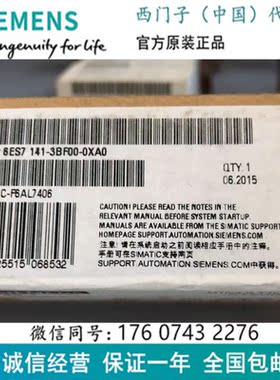 SIEMENS
Ingenuity for life
西门子（中国）代
官方原装正品
6ES7 141-3BF00-0XA0
QTY. 1
06.2015
C-F6AL7406
CAUTION! PLEASE READ THE NOTES IN THE
RELEVANT MANUAL BEFORE SYSTEM STARTUP.
MANUALS ARE AVAILABLE FROM THE SIMATIC SUPPORT
HOMEPAGE SUPPORT.AUTOMATION.SIEMENS.COM
注意：请在系统启动之前阅读相应手册中的注释。
手册可在SIMATIC支持网页
SUPPORT.AUTOMATION.SIEMENS.COM中
25515 068532
微信同号：176 0743 2276
诚信经营 保证一年 全国